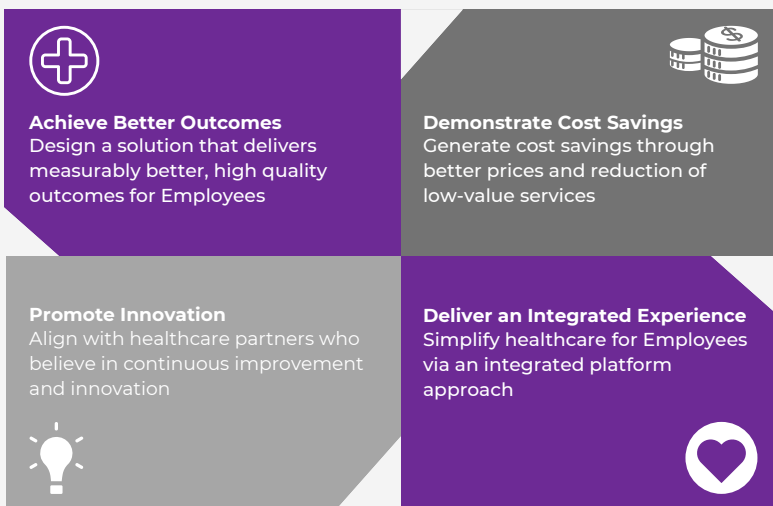 Achieve Better Outcomes
Design a solution that delivers
measurably better, high quality
outcomes for Employees
$
Demonstrate Cost Savings
Generate cost savings through
better prices and reduction of
low-value services
Promote Innovation
Align with healthcare partners who
believe in continuous improvement
and innovation
Deliver an Integrated Experience
Simplify healthcare for Employees
via an integrated platform
approach